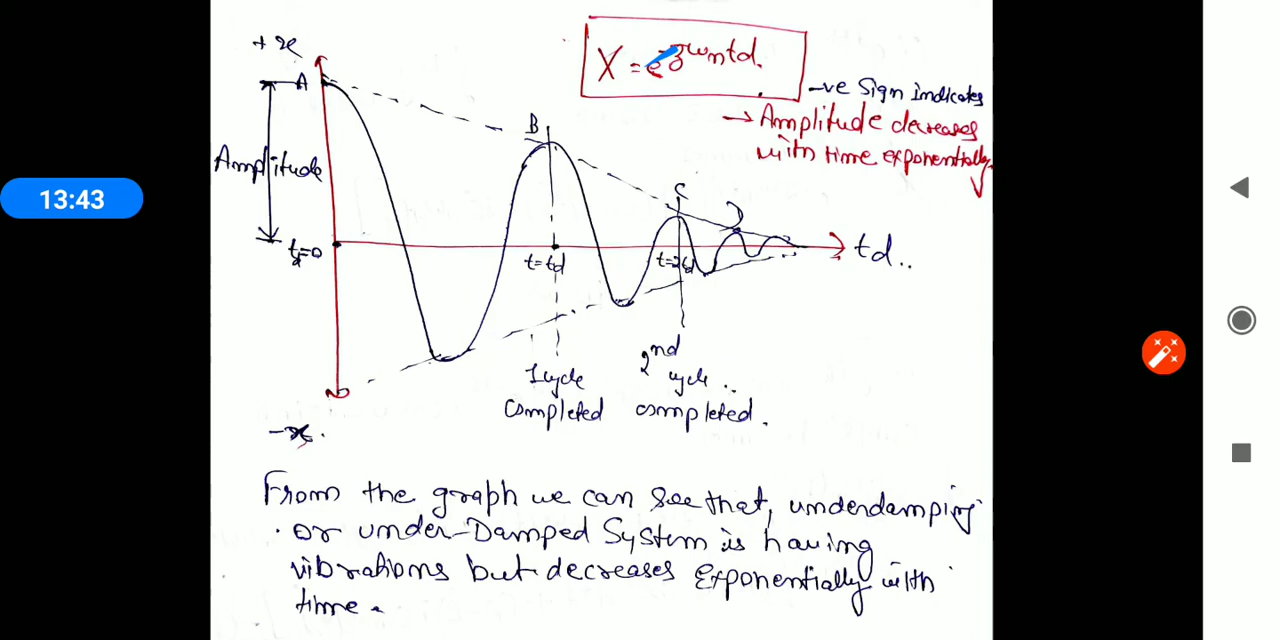 +x
X = e-ζωntd.
-ve Sign indicates
→ Amplitude decreases
with time exponentially
A
B
C
D
Amplitude
13:43
t=0
t=td
t=2td
td..
1 cycle
completed
2nd
cycle..
completed.
-x.
From the graph we can see that, underdamping
or under-Damped System is having
vibrations but decreases Exponentially with
time.